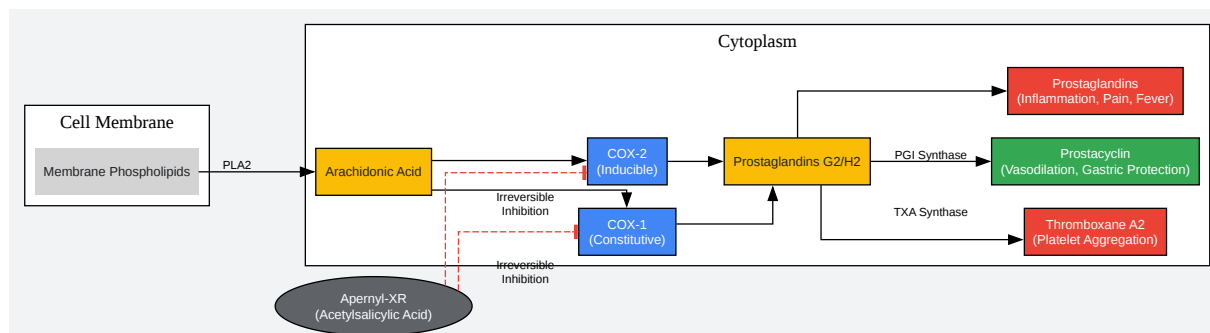 Cytoplasm
Cell Membrane
Membrane Phospholipids
PLA2
Arachidonic Acid
COX-2
(Inducible)
Irreversible
Inhibition
COX-1
(Constitutive)
Irreversible
Inhibition
Prostaglandins G2/H2
Prostaglandins
(Inflammation, Pain, Fever)
PGI Synthase
Prostacyclin
(Vasodilation, Gastric Protection)
TXA Synthase
Thromboxane A2
(Platelet Aggregation)
Apernyl-XR
(Acetylsalicylic Acid)